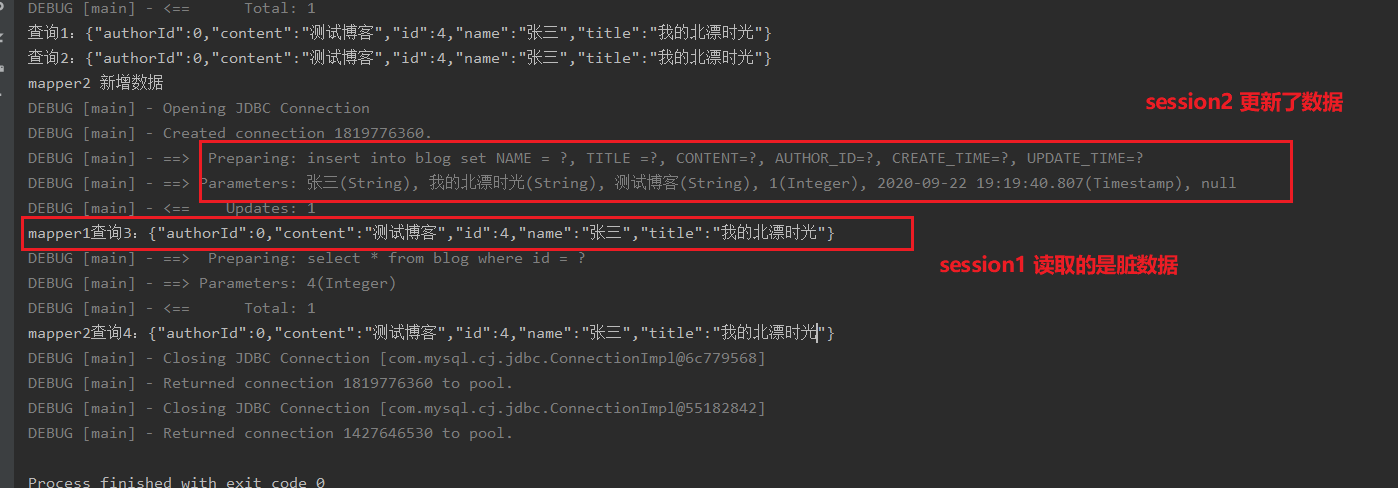 DEBUG [main] - <==      Total: 1
查询1：{"authorId":0,"content":"测试博客","id":4,"name":"张三","title":"我的北漂时光"}
查询2：{"authorId":0,"content":"测试博客","id":4,"name":"张三","title":"我的北漂时光"}
mapper2 新增数据
DEBUG [main] - Opening JDBC Connection
session2 更新了数据
DEBUG [main] - Created connection 1819776360.
DEBUG [main] - ==>  Preparing: insert into blog set NAME = ?, TITLE =?, CONTENT=?, AUTHOR_ID=?, CREATE_TIME=?, UPDATE_TIME=?
DEBUG [main] - ==> Parameters: 张三(String), 我的北漂时光(String), 测试博客(String), 1(Integer), 2020-09-22 19:19:40.807(Timestamp), null
DEBUG [main] - <==    Updates: 1
mapper1查询3：{"authorId":0,"content":"测试博客","id":4,"name":"张三","title":"我的北漂时光"}
DEBUG [main] - ==>  Preparing: select * from blog where id = ?
session1 读取的是脏数据
DEBUG [main] - ==> Parameters: 4(Integer)
DEBUG [main] - <==      Total: 1
mapper2查询4：{"authorId":0,"content":"测试博客","id":4,"name":"张三","title":"我的北漂时光"}
DEBUG [main] - Closing JDBC Connection [com.mysql.cj.jdbc.ConnectionImpl@6c779568]
DEBUG [main] - Returned connection 1819776360 to pool.
DEBUG [main] - Closing JDBC Connection [com.mysql.cj.jdbc.ConnectionImpl@55182842]
DEBUG [main] - Returned connection 1427646530 to pool.
Process finished with exit code 0